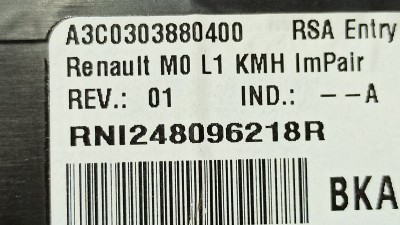 A3C0303880400 RSA Entry
Renault M0 L1 KMH ImPair
REV.: 01 IND.: --A
RNI248096218R
BKA